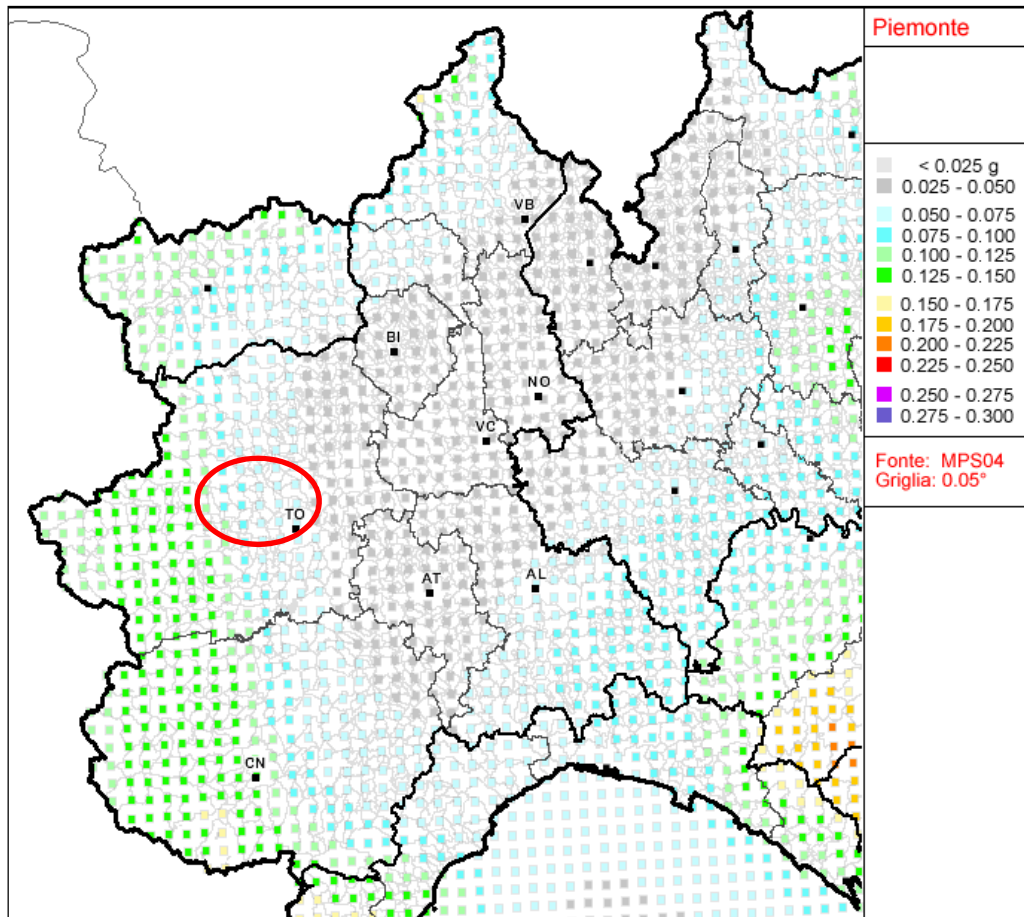 Piemonte
< 0.025 g
0.025 - 0.050
0.050 - 0.075
0.075 - 0.100
0.100 - 0.125
0.125 - 0.150
0.150 - 0.175
0.175 - 0.200
0.200 - 0.225
0.225 - 0.250
0.250 - 0.275
0.275 - 0.300
Fonte: MPS04
Griglia: 0.05°
VB
BI
NO
VC
TO
AT
AL
CN